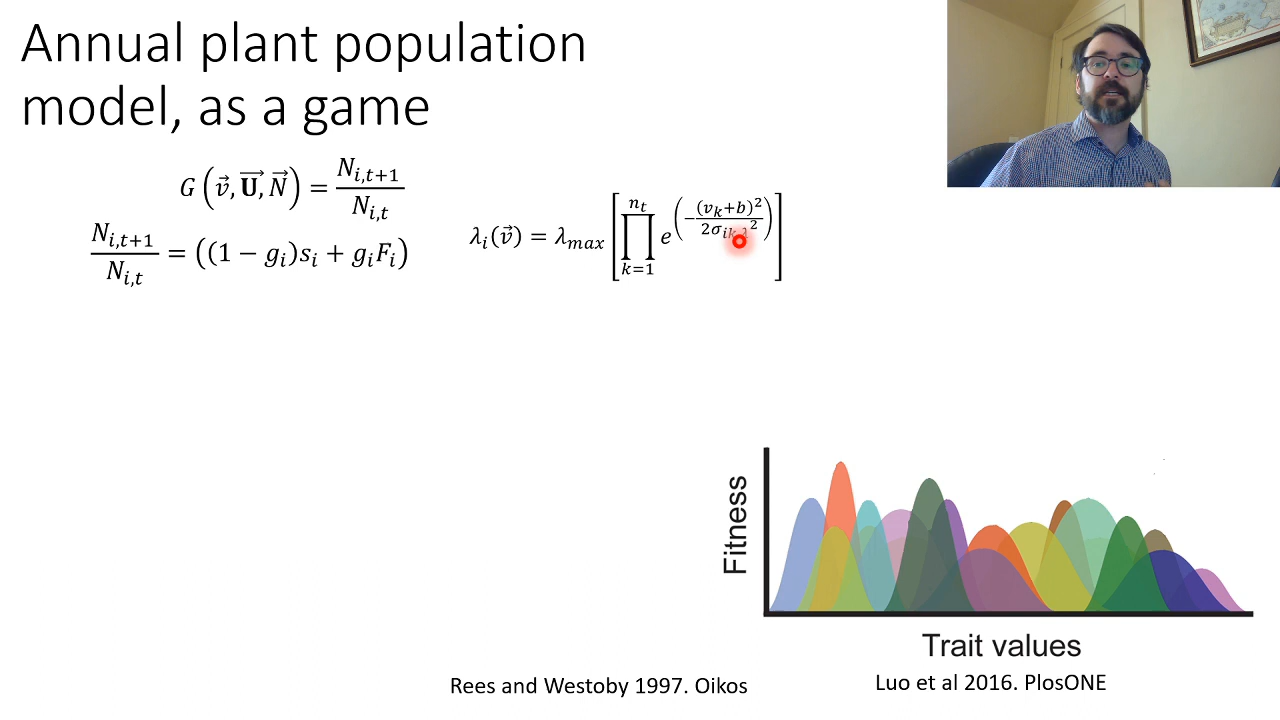 Annual plant population
model, as a game
G(v⃗, U⃗, N⃗) = N_{i,t+1} / N_{i,t}
N_{i,t+1} / N_{i,t} = ((1 − g_i)s_i + g_i F_i)
λ_i(v⃗) = λ_{max} [∏_{k=1}^{n_t} e^{(−(v_k+b)^2 / 2σ_{ik,λ}^2)}]
Fitness
Trait values
Rees and Westoby 1997. Oikos
Luo et al 2016. PlosONE